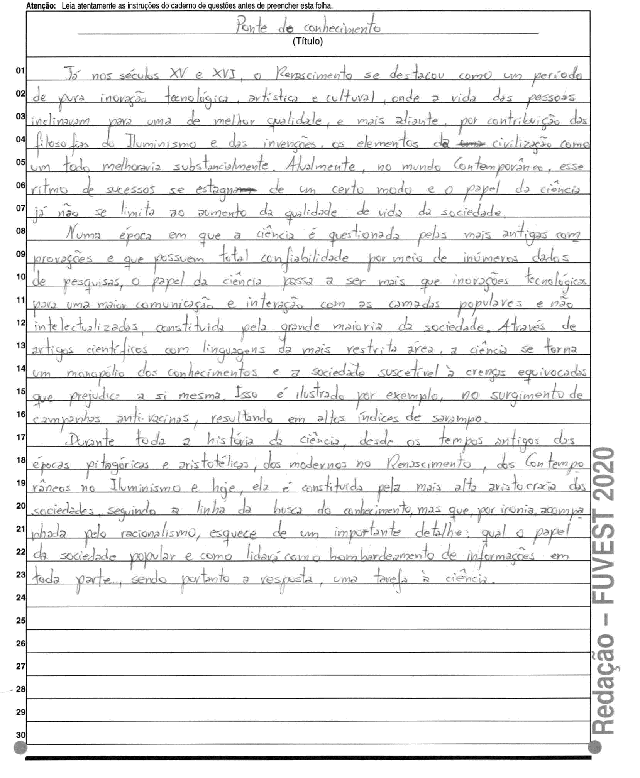 Atenção: Leia atentamente as instruções do caderno de questões antes de preencher esta folha.
Ponte do conhecimento
(Título)
01 Já nos séculos XV e XVI, o Renascimento se destacou como um período
02 de pura inovação tecnológica, artística e cultural, onde a vida das pessoas
03 inclinavam para uma de melhor qualidade, e mais adiante, por contribuição das
04 filosofias do Iluminismo e das invenções, os elementos da civilização como
05 um todo melhoraria substancialmente. Atualmente, no mundo Contemporâneo, esse
06 ritmo de sucessos se estagna de um certo modo e o papel da ciência
07 já não se limita ao aumento da qualidade de vida da sociedade.
08 Numa época em que a ciência é questionada pelas mais antigas com
09 provações e que possuem total confiabilidade por meio de inúmeros dados
10 de pesquisas, o papel da ciência passa a ser mais que inovações tecnológicas
11 para uma maior comunicação e interação com as camadas populares e não
12 intelectualizadas, constituída pela grande maioria da sociedade. Através de
13 artigos científicos com linguagens da mais restrita área, a ciência se torna
14 um monopólio dos conhecimentos e a sociedade suscetível à crenças equivocadas
15 que prejudica a si mesma. Isso é ilustrado por exemplo, no surgimento de
16 campanhas anti-vacinas, resultando em altos índices de sarampo.
17 Durante toda a história da ciência, desde os tempos antigos das
18 épocas pitagóricas e aristotélicas, dos modernos no Renascimento, dos Contempo
19 râneos no Iluminismo e hoje, ela é constituída pela mais alta aristocracia das
20 sociedades, seguindo a linha da busca do conhecimento, mas que, por ironia, acompa
21 nhada pelo racionalismo, esquece de um importante detalhe: qual o papel
22 da sociedade popular e como lidará com o bombardeamento de informações em
23 toda parte, sendo portanto a resposta, uma tarefa à ciência.
24
25
26
27
28
29
30
Redação – FUVEST 2020